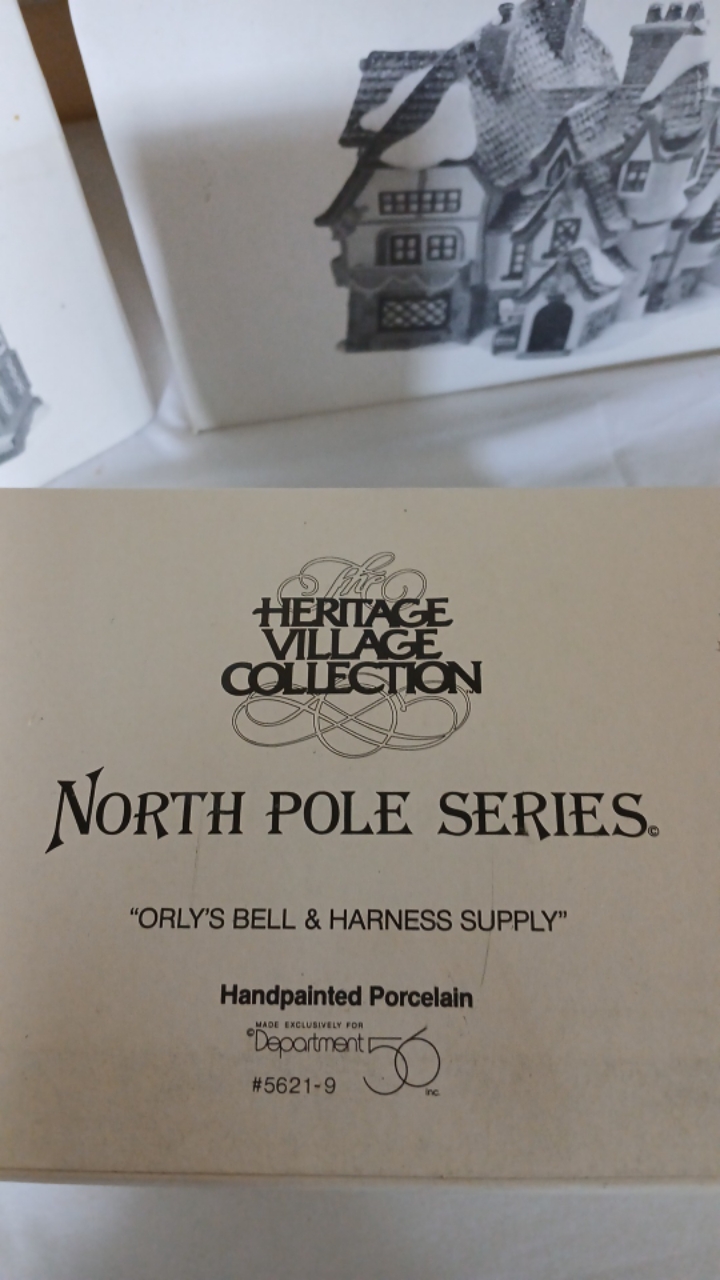 The
HERITAGE
VILLAGE
COLLECTION
NORTH POLE SERIES©
"ORLY'S BELL & HARNESS SUPPLY"
Handpainted Porcelain
MADE EXCLUSIVELY FOR
©Department 56 inc.
#5621-9